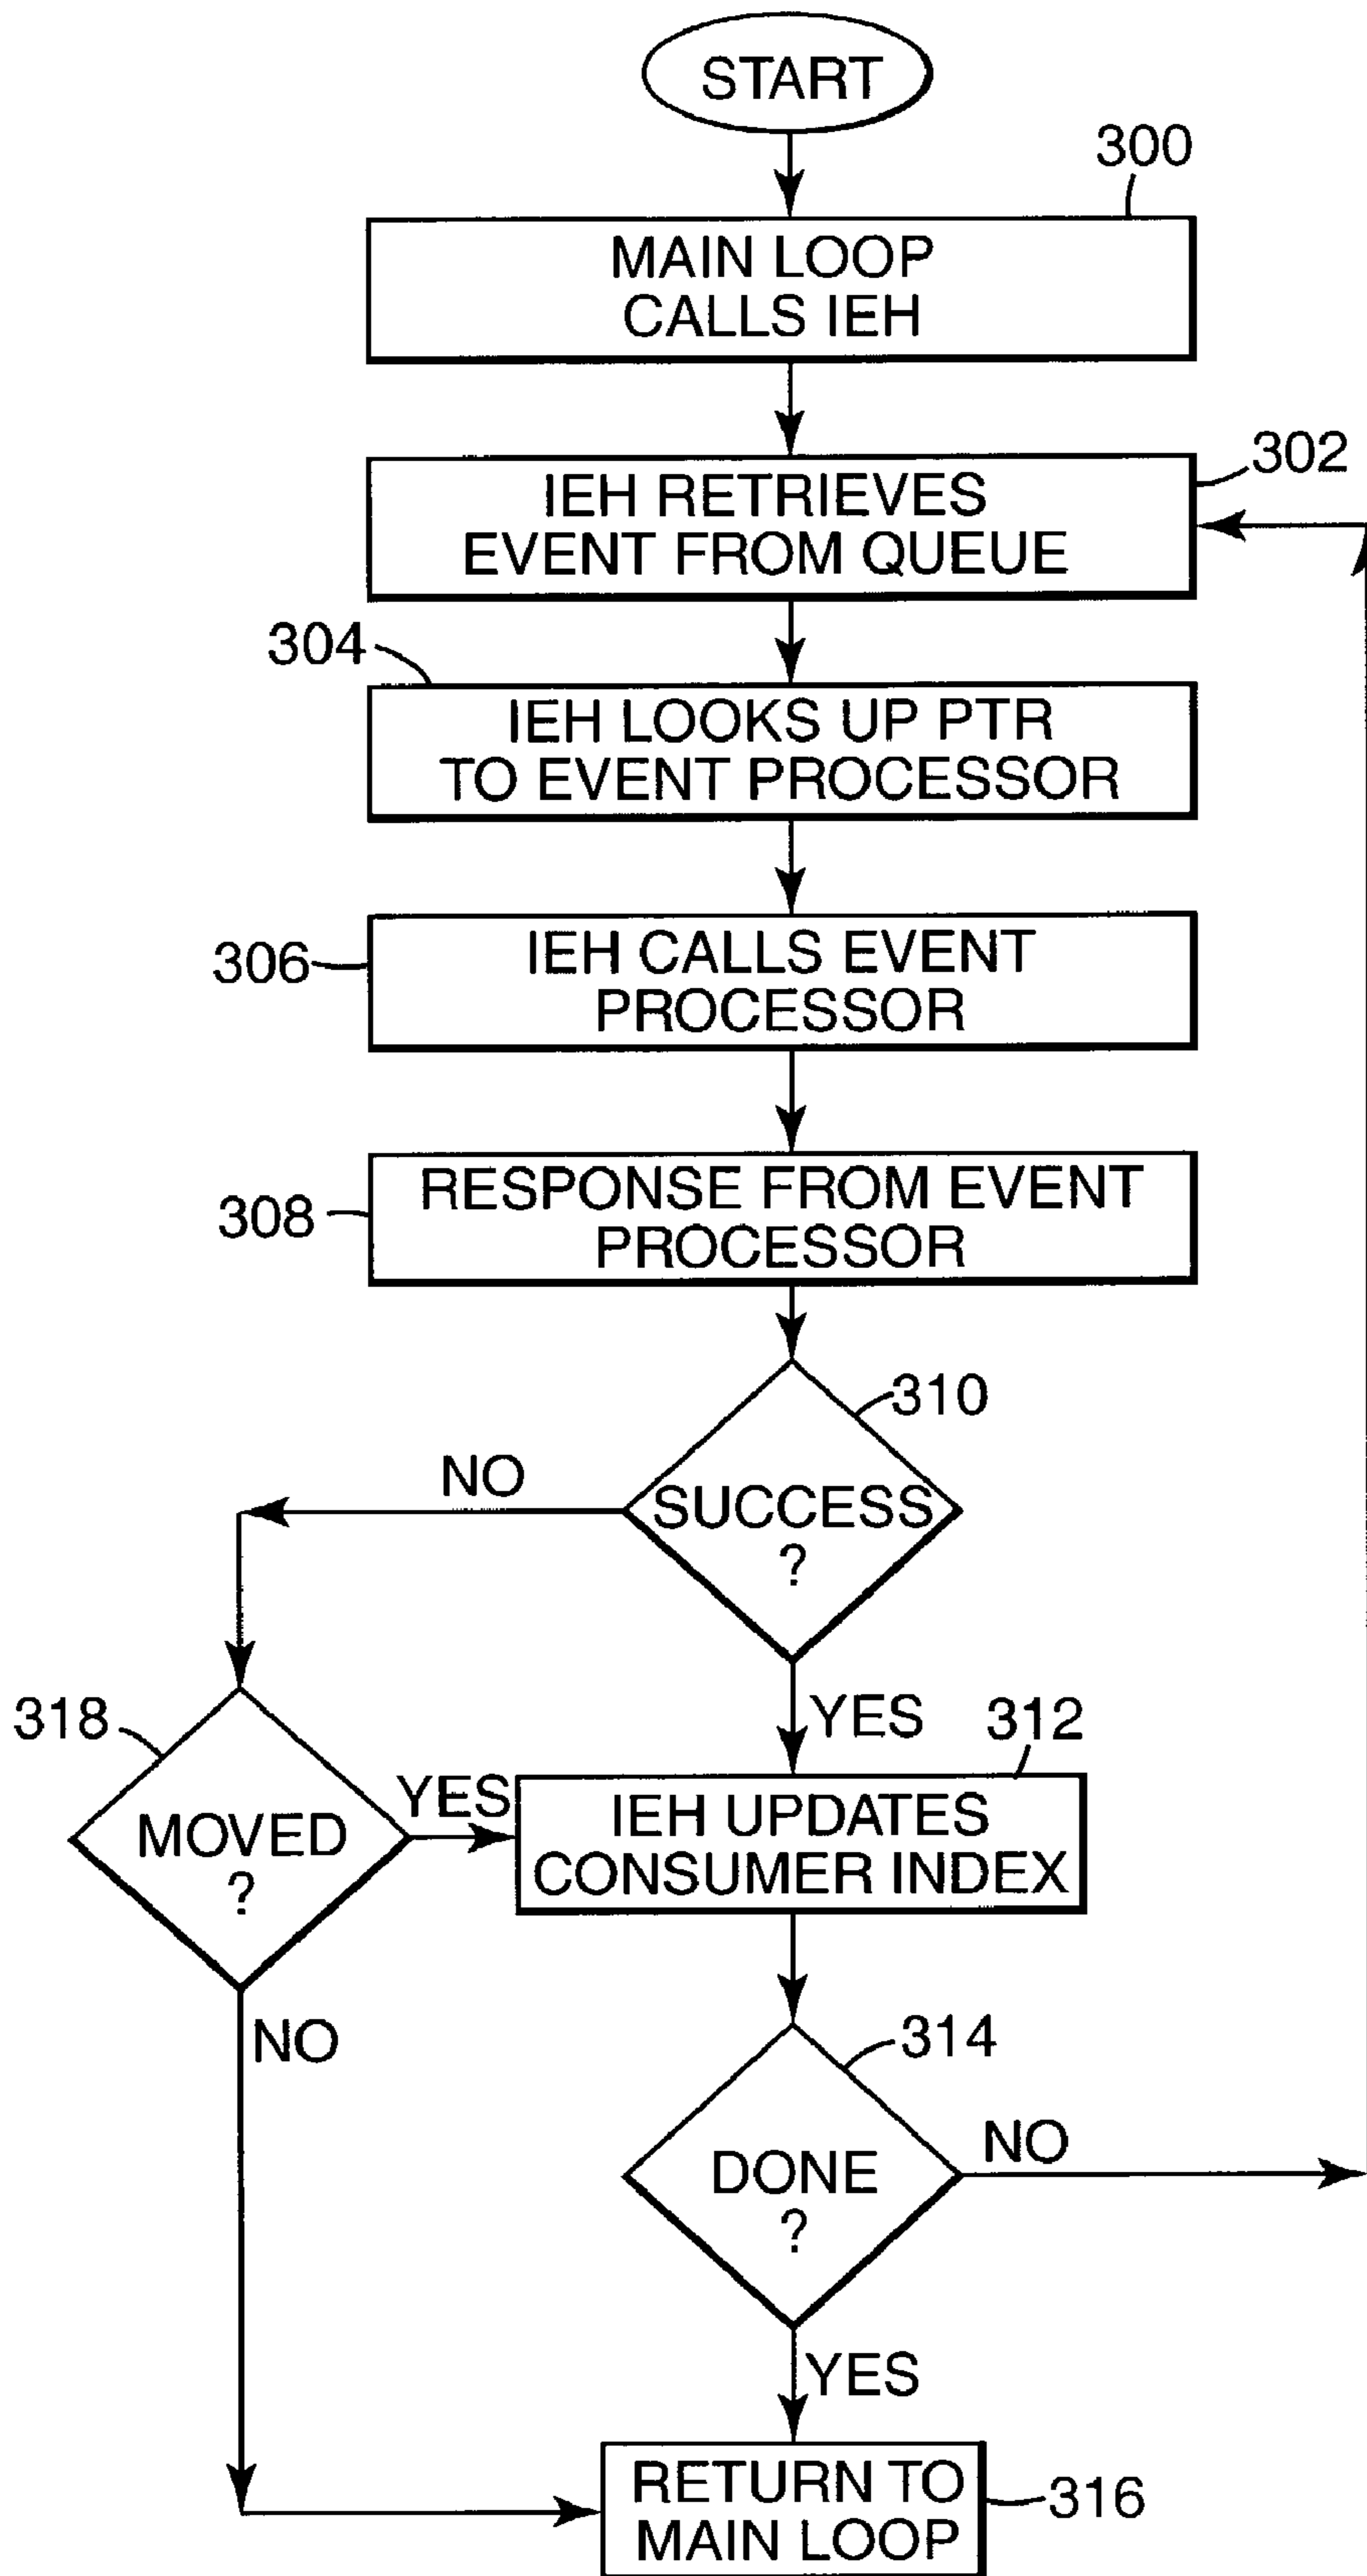 START
300
MAIN LOOP
CALLS IEH
302
IEH RETRIEVES
EVENT FROM QUEUE
304
IEH LOOKS UP PTR
TO EVENT PROCESSOR
306
IEH CALLS EVENT
PROCESSOR
308
RESPONSE FROM EVENT
PROCESSOR
310
NO
SUCCESS
?
318
YES
312
MOVED
?
YES
IEH UPDATES
CONSUMER INDEX
NO
314
DONE
?
NO
YES
RETURN TO
MAIN LOOP
316